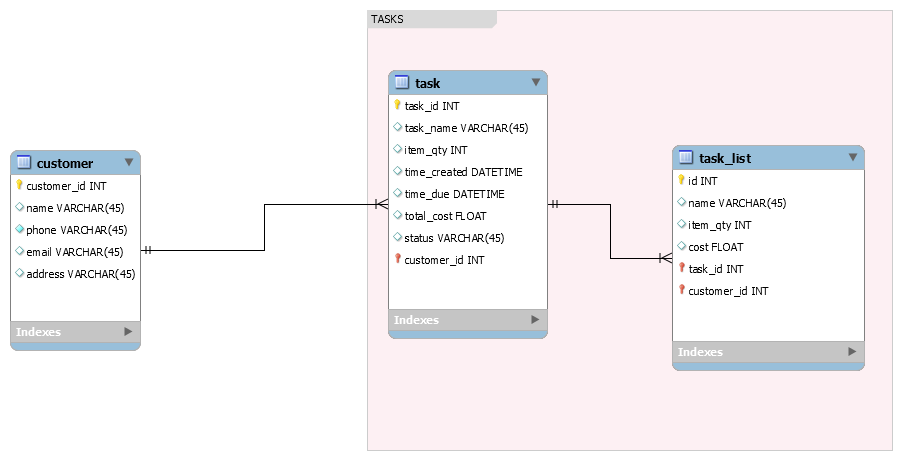 TASKS
customer
customer_id INT
name VARCHAR(45)
phone VARCHAR(45)
email VARCHAR(45)
address VARCHAR(45)
Indexes
task
task_id INT
task_name VARCHAR(45)
item_qty INT
time_created DATETIME
time_due DATETIME
total_cost FLOAT
status VARCHAR(45)
customer_id INT
Indexes
task_list
id INT
name VARCHAR(45)
item_qty INT
cost FLOAT
task_id INT
customer_id INT
Indexes